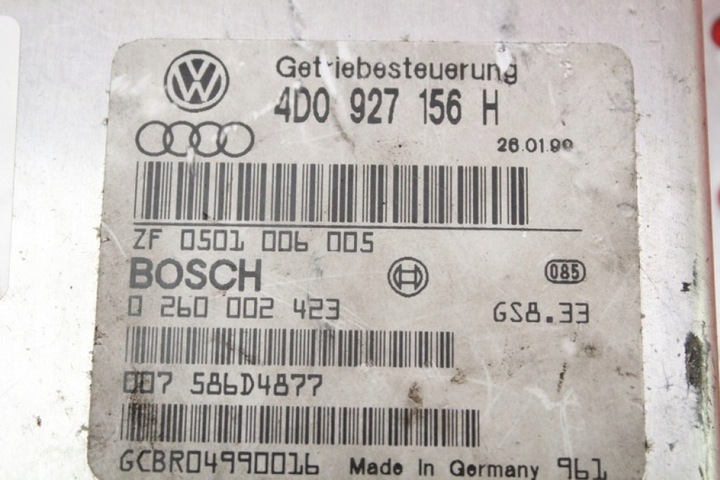 Getriebesteuerung
4D0 927 156 H
26.01.99
ZF 0501 006 005
BOSCH
085
0 260 002 423 GS8.33
007 586D4877
GCBR04990016 Made In Germany 961